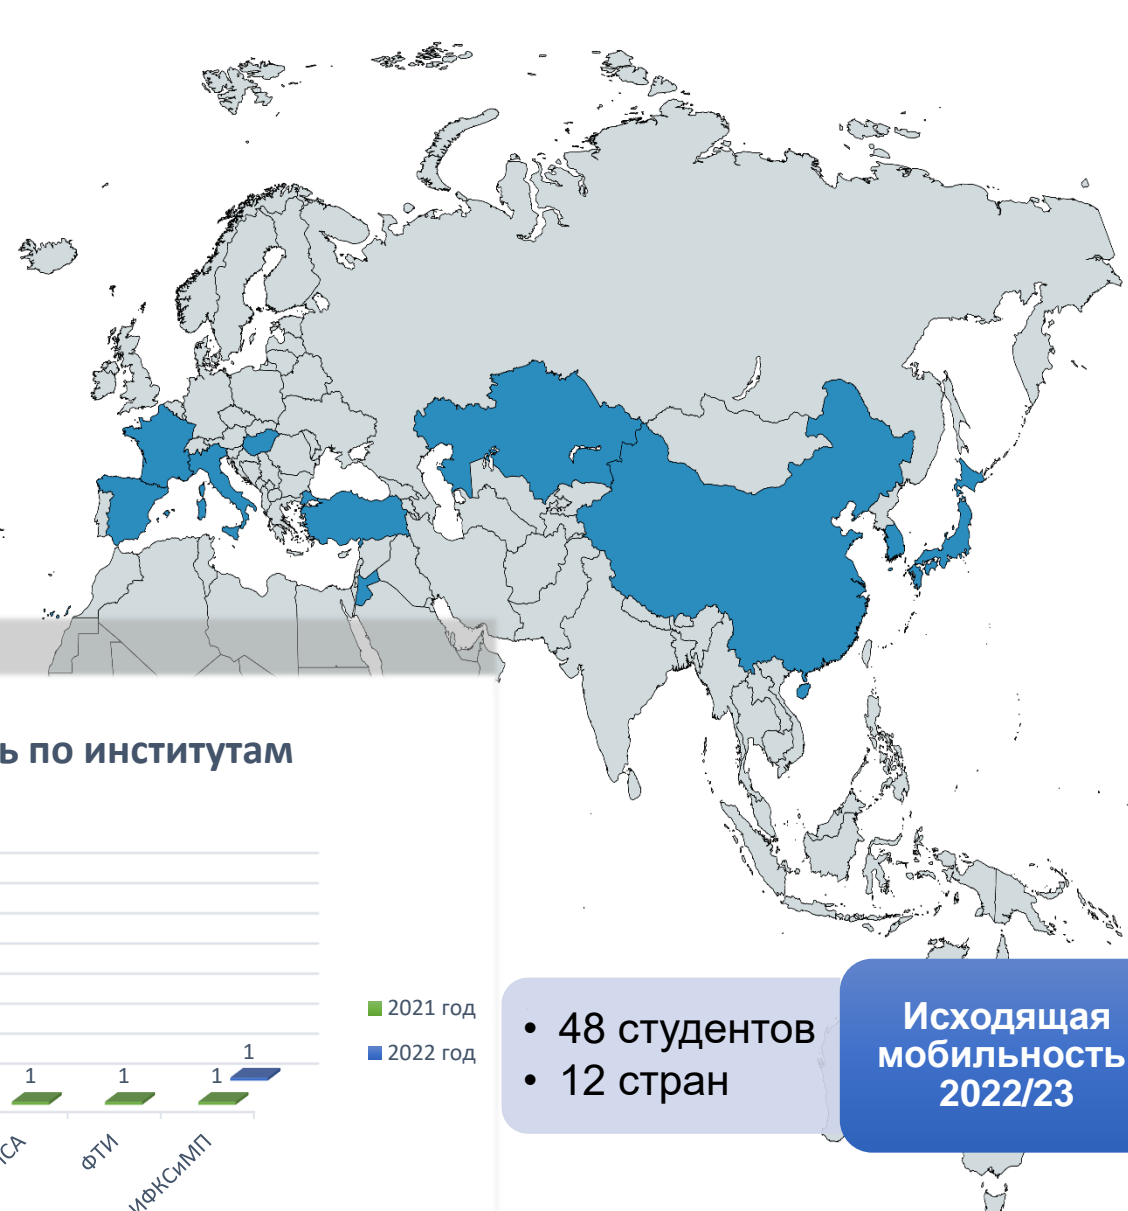 ь по институтам
1
1
1
1
ФТИ
ИФКСиМП
2021 год
2022 год
• 48 студентов
• 12 стран
Исходящая
мобильность
2022/23